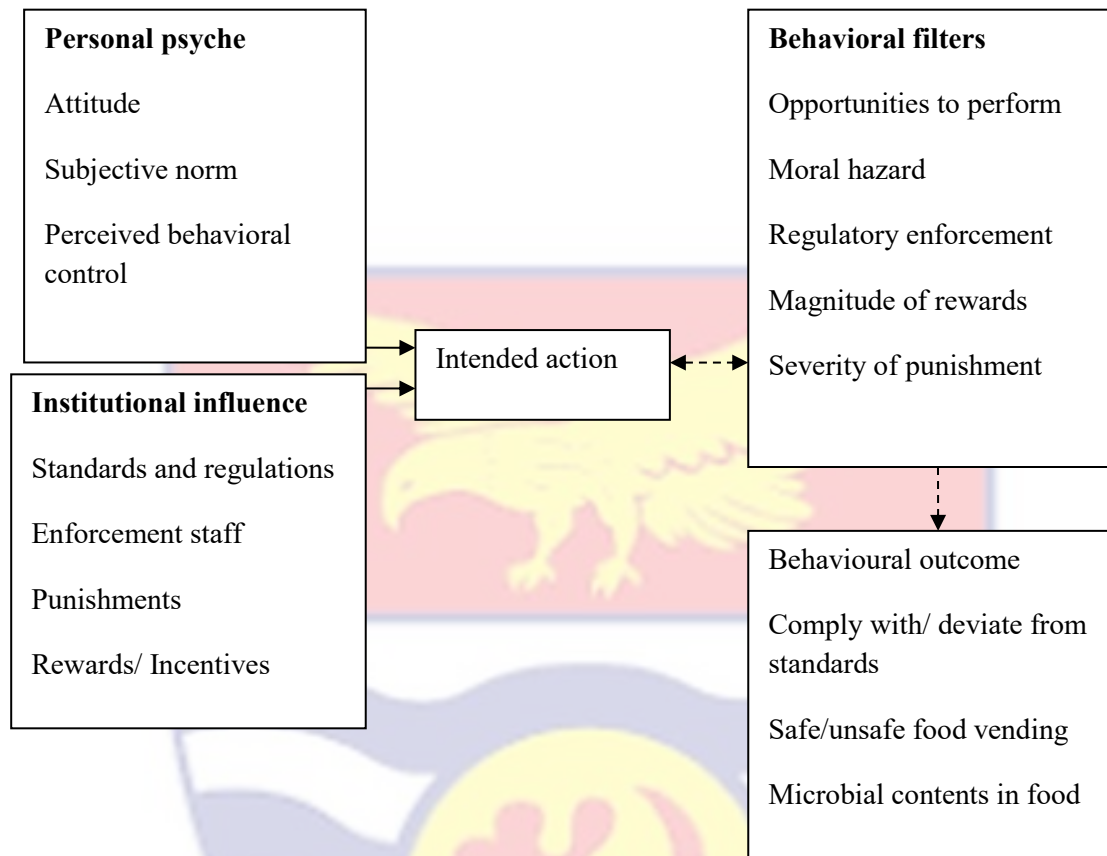 Personal psyche
Attitude
Subjective norm
Perceived behavioral
control
Institutional influence
Standards and regulations
Enforcement staff
Punishments
Rewards/ Incentives
Intended action
Behavioral filters
Opportunities to perform
Moral hazard
Regulatory enforcement
Magnitude of rewards
Severity of punishment
Behavioural outcome
Comply with/ deviate from
standards
Safe/unsafe food vending
Microbial contents in food